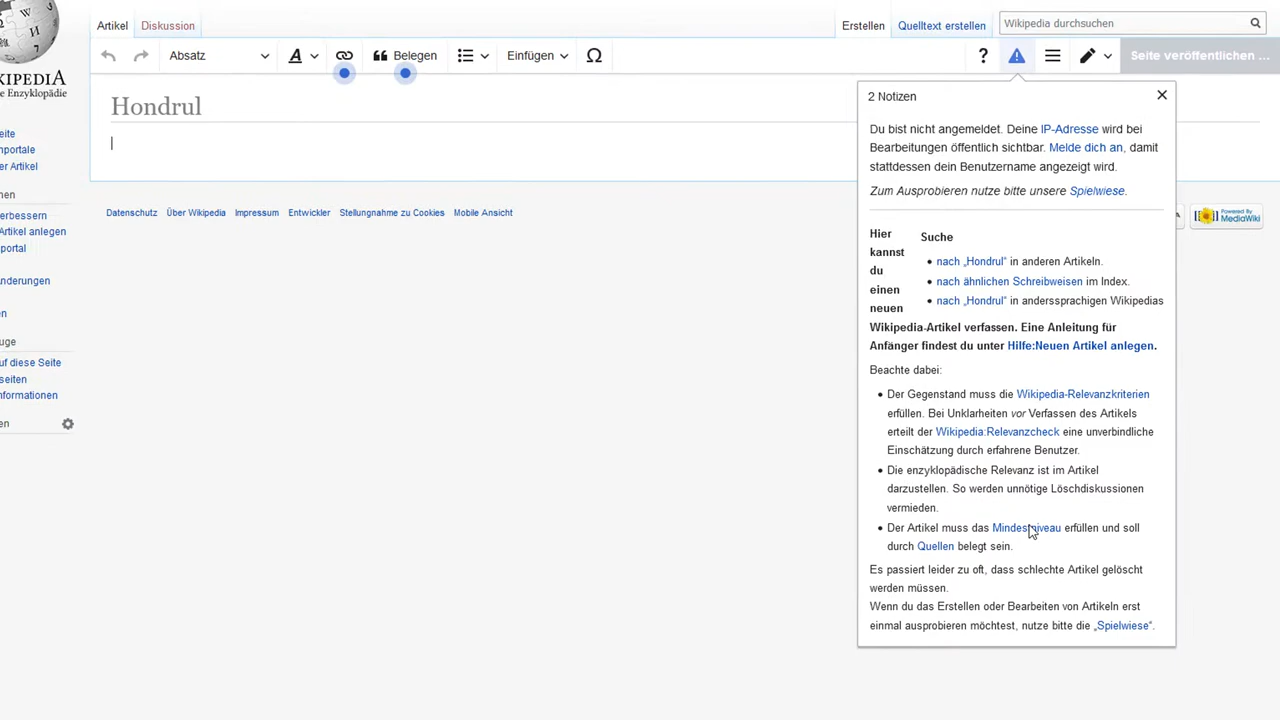 Artikel Diskussion Erstellen Quelltext erstellen Wikipedia durchsuchen
Absatz A Belegen Einfügen Ω ? Seite veröffentlichen ...
KIPEDIA
e Enzyklopädie
Hondrul
eite
nportale
er Artikel
nen
erbessern
Artikel anlegen
portal
nderungen
en
uge
uf diese Seite
seiten
nformationen
en
Datenschutz Über Wikipedia Impressum Entwickler Stellungnahme zu Cookies Mobile Ansicht
Powered By
MediaWiki
2 Notizen
Du bist nicht angemeldet. Deine IP-Adresse wird bei
Bearbeitungen öffentlich sichtbar. Melde dich an, damit
stattdessen dein Benutzername angezeigt wird.
Zum Ausprobieren nutze bitte unsere Spielwiese.
Hier
kannst
du
einen
neuen
Suche
• nach „Hondrul“ in anderen Artikeln.
• nach ähnlichen Schreibweisen im Index.
• nach „Hondrul“ in anderssprachigen Wikipedias
Wikipedia-Artikel verfassen. Eine Anleitung für
Anfänger findest du unter Hilfe:Neuen Artikel anlegen.
Beachte dabei:
• Der Gegenstand muss die Wikipedia-Relevanzkriterien
erfüllen. Bei Unklarheiten vor Verfassen des Artikels
erteilt der Wikipedia:Relevanzcheck eine unverbindliche
Einschätzung durch erfahrene Benutzer.
• Die enzyklopädische Relevanz ist im Artikel
darzustellen. So werden unnötige Löschdiskussionen
vermieden.
• Der Artikel muss das Mindestniveau erfüllen und soll
durch Quellen belegt sein.
Es passiert leider zu oft, dass schlechte Artikel gelöscht
werden müssen.
Wenn du das Erstellen oder Bearbeiten von Artikeln erst
einmal ausprobieren möchtest, nutze bitte die „Spielwiese“.